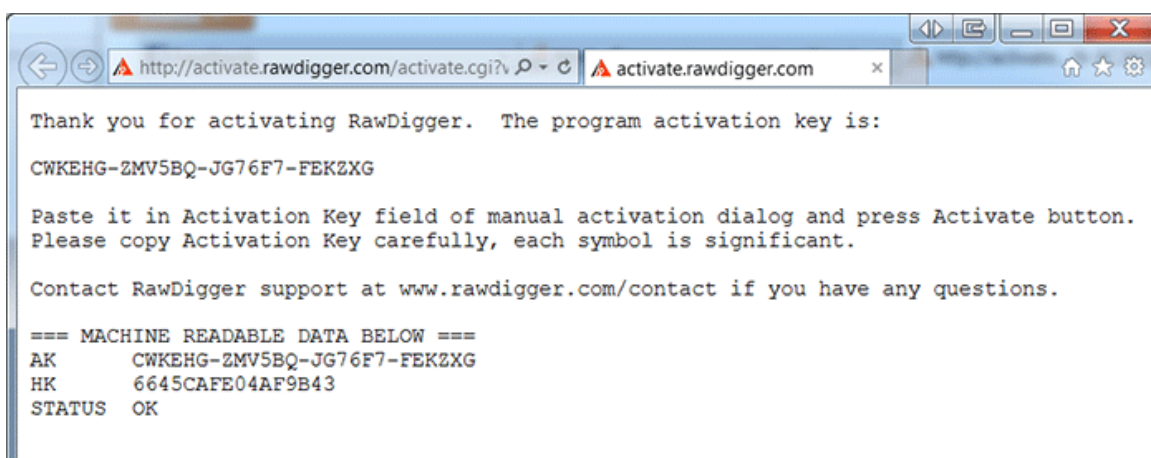 http://activate.rawdigger.com/activate.cgi?v
activate.rawdigger.com
Thank you for activating RawDigger.  The program activation key is:
CWKEHG-ZMV5BQ-JG76F7-FEKZXG
Paste it in Activation Key field of manual activation dialog and press Activate button.
Please copy Activation Key carefully, each symbol is significant.
Contact RawDigger support at www.rawdigger.com/contact if you have any questions.
=== MACHINE READABLE DATA BELOW ===
AK CWKEHG-ZMV5BQ-JG76F7-FEKZXG
HK 6645CAFE04AF9B43
STATUS OK